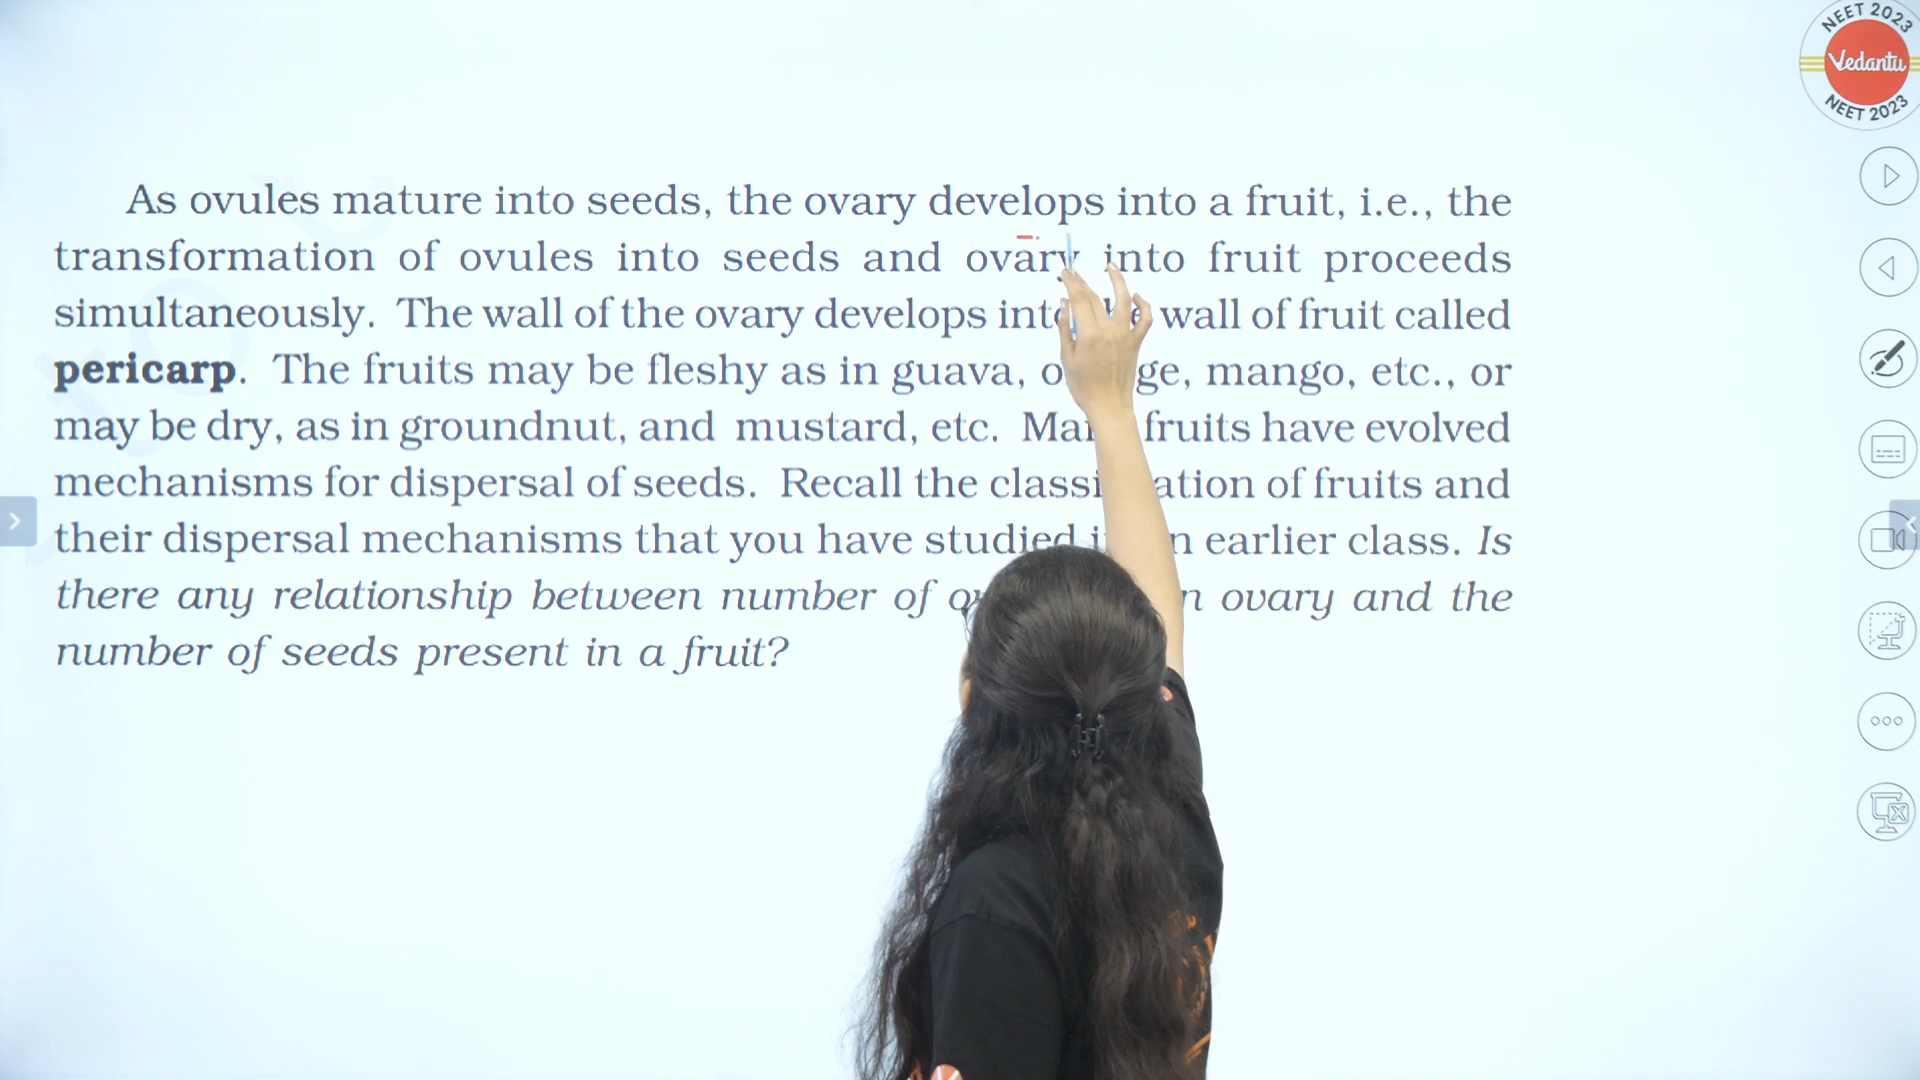 NEET 2023
Vedantu
NEET 2023
As ovules mature into seeds, the ovary develops into a fruit, i.e., the
transformation of ovules into seeds and ovary into fruit proceeds
simultaneously. The wall of the ovary develops into wall of fruit called
pericarp. The fruits may be fleshy as in guava, mango, etc., or
may be dry, as in groundnut, and mustard, etc. fruits have evolved
mechanisms for dispersal of seeds. Recall the of fruits and
their dispersal mechanisms that you have studied earlier class. Is
there any relationship between number of ovary and the
number of seeds present in a fruit?